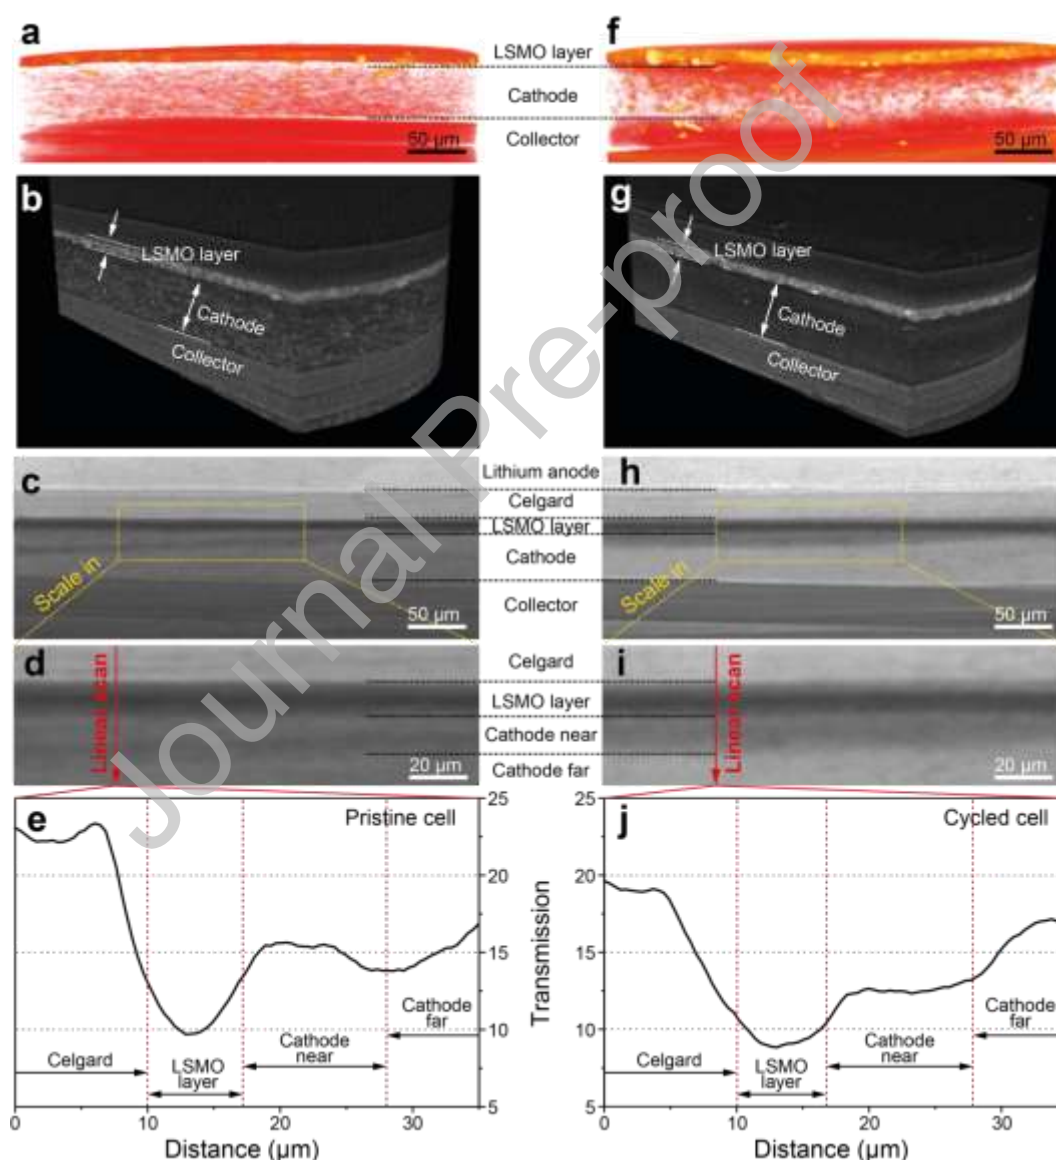 a
LSMO layer
f
Cathode
Collector
50 μm
50 μm
b
LSMO layer
Cathode
Collector
g
LSMO layer
Cathode
Collector
c
Lithium anode
h
Celgard
LSMO layer
Cathode
Scale in
Scale in
Collector
50 μm
50 μm
d
Celgard
i
Linear scan
LSMO layer
Linear scan
Cathode near
20 μm
Cathode far
20 μm
e
Pristine cell
25
25
j
Cycled cell
20
20
15
Transmission
15
10
10
5
5
Cathode
far
Cathode
near
Celgard
LSMO
layer
Cathode
far
Cathode
near
Celgard
LSMO
layer
0
10
20
30
0
10
20
30
Distance (μm)
Distance (μm)
Journal Pre-proof